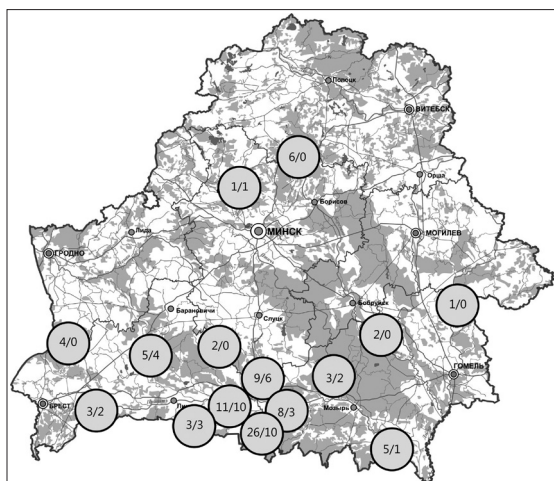 Полоцк
ВИТЕБСК
6/0
1/1
Орша
Борисов
МИНСК
Лида
МОГИЛЕВ
ГРОДНО
1/0
Бобруйск
Барановичи
Слуцк
4/0
5/4
2/0
2/0
9/6
3/2
ГОМЕЛЬ
БРЕСТ
3/2
11/10
8/3
Мозырь
3/3
26/10
5/1